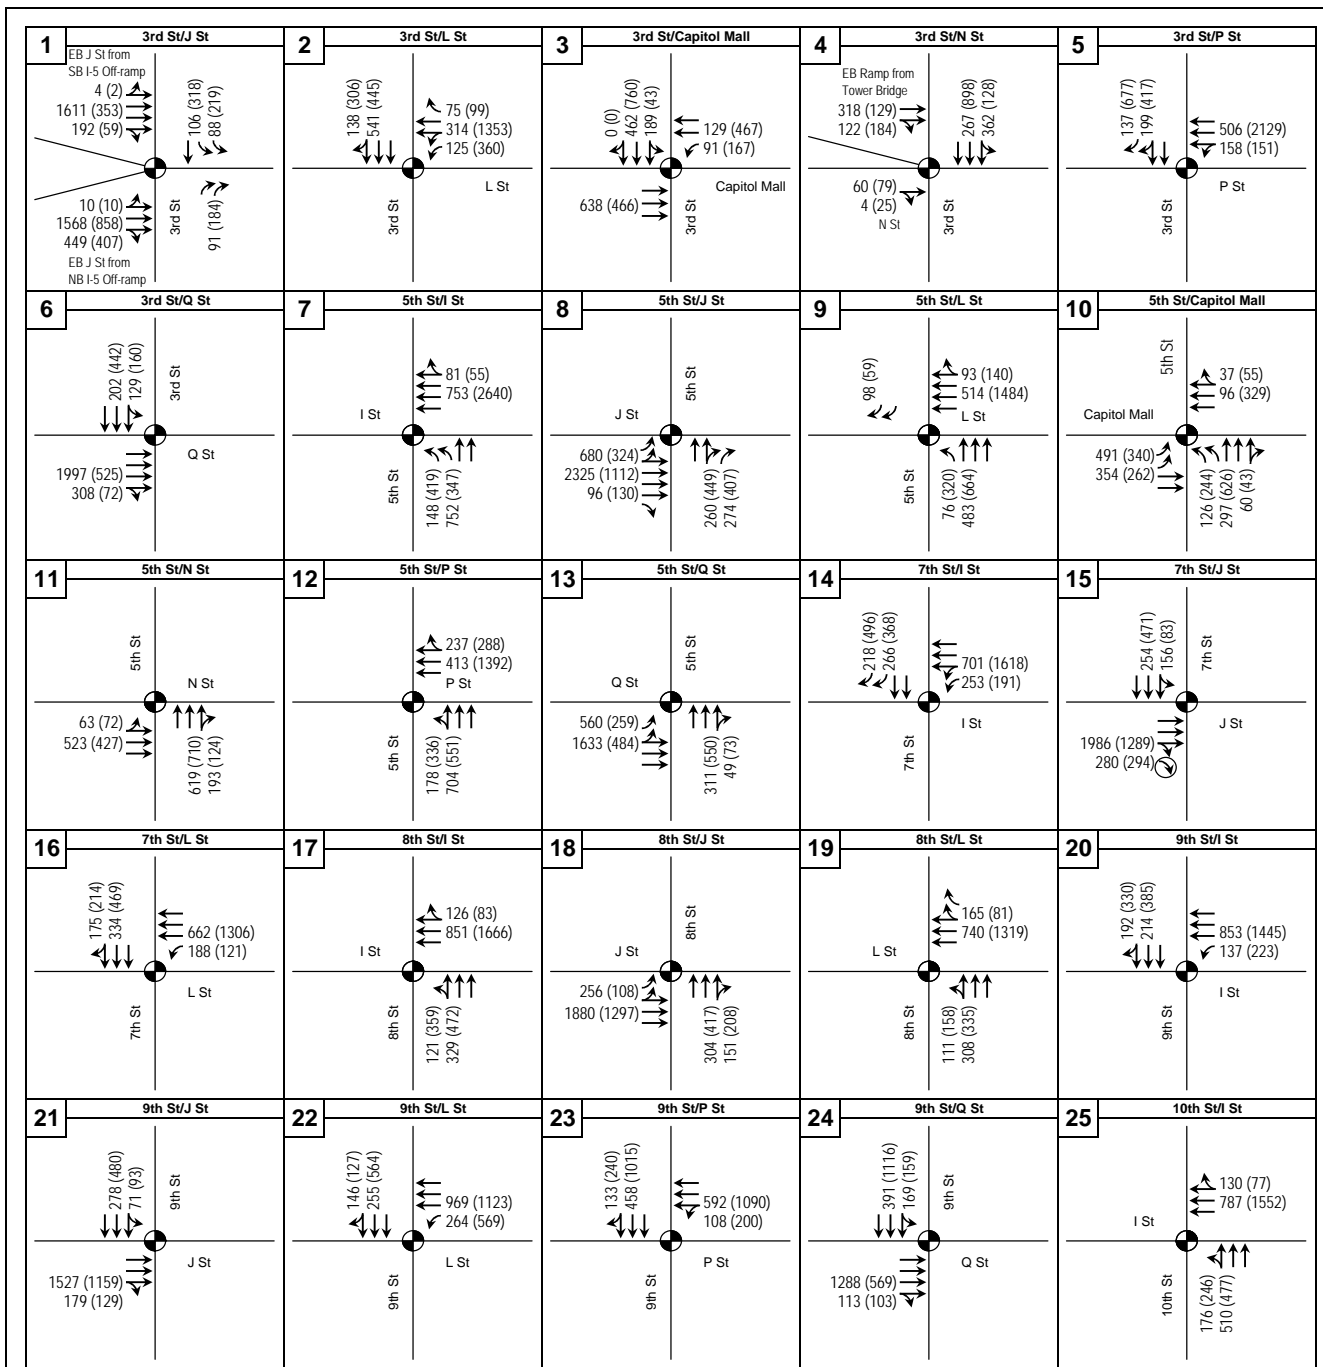 1
3rd St/J St
EB J St from
SB I-5 Off-ramp
4 (2)
1611 (353)
192 (59)
106 (318)
88 (219)
10 (10)
1568 (858)
449 (407)
3rd St
91 (184)
EB J St from
NB I-5 Off-ramp
2
3rd St/L St
138 (306)
541 (445)
75 (99)
314 (1353)
125 (360)
L St
3rd St
3
3rd St/Capitol Mall
0 (0)
462 (760)
189 (43)
129 (467)
91 (167)
Capitol Mall
638 (466)
3rd St
4
3rd St/N St
EB Ramp from
Tower Bridge
318 (129)
122 (184)
267 (898)
362 (128)
60 (79)
4 (25)
N St
3rd St
5
3rd St/P St
137 (677)
199 (417)
506 (2129)
158 (151)
P St
3rd St
6
3rd St/Q St
202 (442)
129 (160)
3rd St
Q St
1997 (525)
308 (72)
7
5th St/I St
81 (55)
753 (2640)
I St
5th St
148 (419)
752 (347)
8
5th St/J St
5th St
J St
680 (324)
2325 (1112)
96 (130)
260 (449)
274 (407)
9
5th St/L St
98 (59)
93 (140)
514 (1484)
L St
5th St
76 (320)
483 (664)
10
5th St/Capitol Mall
5th St
37 (55)
96 (329)
Capitol Mall
491 (340)
354 (262)
126 (244)
297 (626)
60 (43)
11
5th St/N St
5th St
N St
63 (72)
523 (427)
619 (710)
193 (124)
12
5th St/P St
237 (288)
413 (1392)
P St
5th St
178 (336)
704 (551)
13
5th St/Q St
5th St
Q St
560 (259)
1633 (484)
311 (550)
49 (73)
14
7th St/I St
218 (496)
266 (368)
701 (1618)
253 (191)
I St
7th St
15
7th St/J St
254 (471)
156 (83)
7th St
J St
1986 (1289)
280 (294)
16
7th St/L St
175 (214)
334 (469)
662 (1306)
188 (121)
L St
7th St
17
8th St/I St
126 (83)
851 (1666)
I St
8th St
121 (359)
329 (472)
18
8th St/J St
8th St
J St
256 (108)
1880 (1297)
304 (417)
151 (208)
19
8th St/L St
165 (81)
740 (1319)
L St
8th St
111 (158)
308 (335)
20
9th St/I St
192 (330)
214 (385)
853 (1445)
137 (223)
I St
9th St
21
9th St/J St
278 (480)
71 (93)
9th St
J St
1527 (1159)
179 (129)
22
9th St/L St
146 (127)
255 (564)
969 (1123)
264 (569)
L St
9th St
23
9th St/P St
133 (240)
458 (1015)
592 (1090)
108 (200)
P St
9th St
24
9th St/Q St
391 (1116)
169 (159)
9th St
Q St
1288 (569)
113 (103)
25
10th St/I St
130 (77)
787 (1552)
I St
10th St
176 (246)
510 (477)